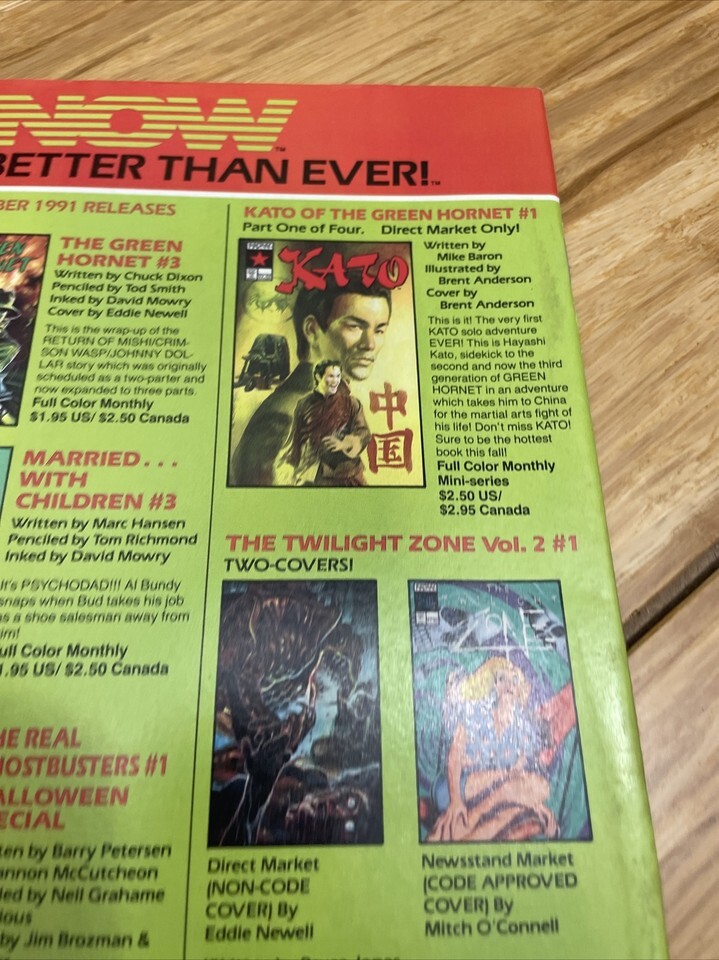 NOW™
BETTER THAN EVER!™
BER 1991 RELEASES
THE GREEN
HORNET #3
Written by Chuck Dixon
Penciled by Tod Smith
Inked by David Mowry
Cover by Eddie Newell
This is the wrap-up of the
RETURN OF MISHI/CRIM-
SON WASP/JOHNNY DOL-
LAR story which was originally
scheduled as a two-parter and
now expanded to three parts.
Full Color Monthly
$1.95 US/ $2.50 Canada
MARRIED...
WITH
CHILDREN #3
Written by Marc Hansen
Penciled by Tom Richmond
Inked by David Mowry
It's PSYCHODAD!!! Al Bundy
snaps when Bud takes his job
as a shoe salesman away from
im!
ull Color Monthly
1.95 US/ $2.50 Canada
HE REAL
HOSTBUSTERS #1
ALLOWEEN
ECIAL
ten by Barry Petersen
annon McCutcheon
led by Neil Grahame
ious
by Jim Brozman &
KATO OF THE GREEN HORNET #1
Part One of Four. Direct Market Only!
KATO
中
国
Written by
Mike Baron
Illustrated by
Brent Anderson
Cover by
Brent Anderson
This is it! The very first
KATO solo adventure
EVER! This is Hayashi
Kato, sidekick to the
second and now the third
generation of GREEN
HORNET in an adventure
which takes him to China
for the martial arts fight of
his life! Don't miss KATO!
Sure to be the hottest
book this fall!
Full Color Monthly
Mini-series
$2.50 US/
$2.95 Canada
THE TWILIGHT ZONE Vol. 2 #1
TWO-COVERS!
ZONE
Direct Market
(NON-CODE
COVER) By
Eddie Newell
Newsstand Market
(CODE APPROVED
COVER) By
Mitch O'Connell